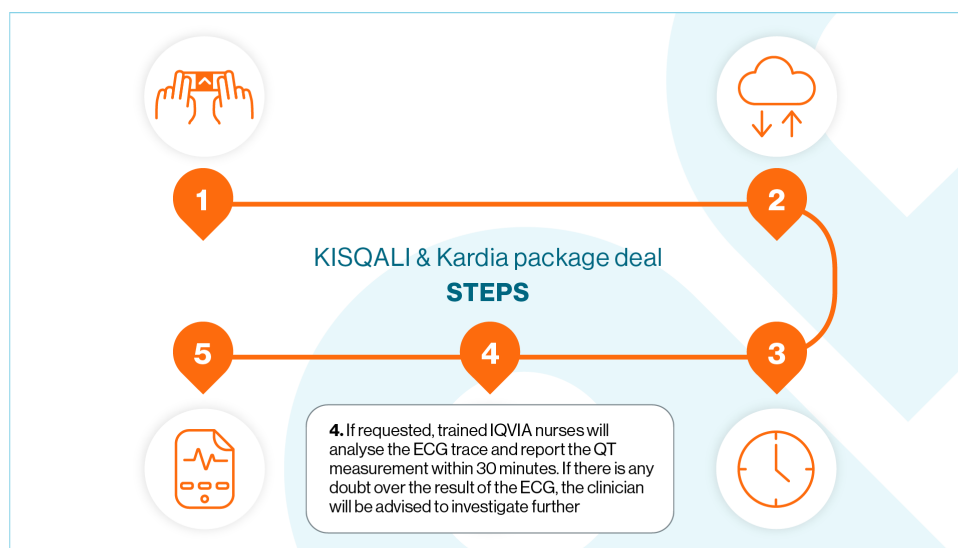 1
2
KISQALI & Kardia package deal
STEPS
5
4
3
4. If requested, trained IQVIA nurses will
analyse the ECG trace and report the QT
measurement within 30 minutes. If there is any
doubt over the result of the ECG, the clinician
will be advised to investigate further